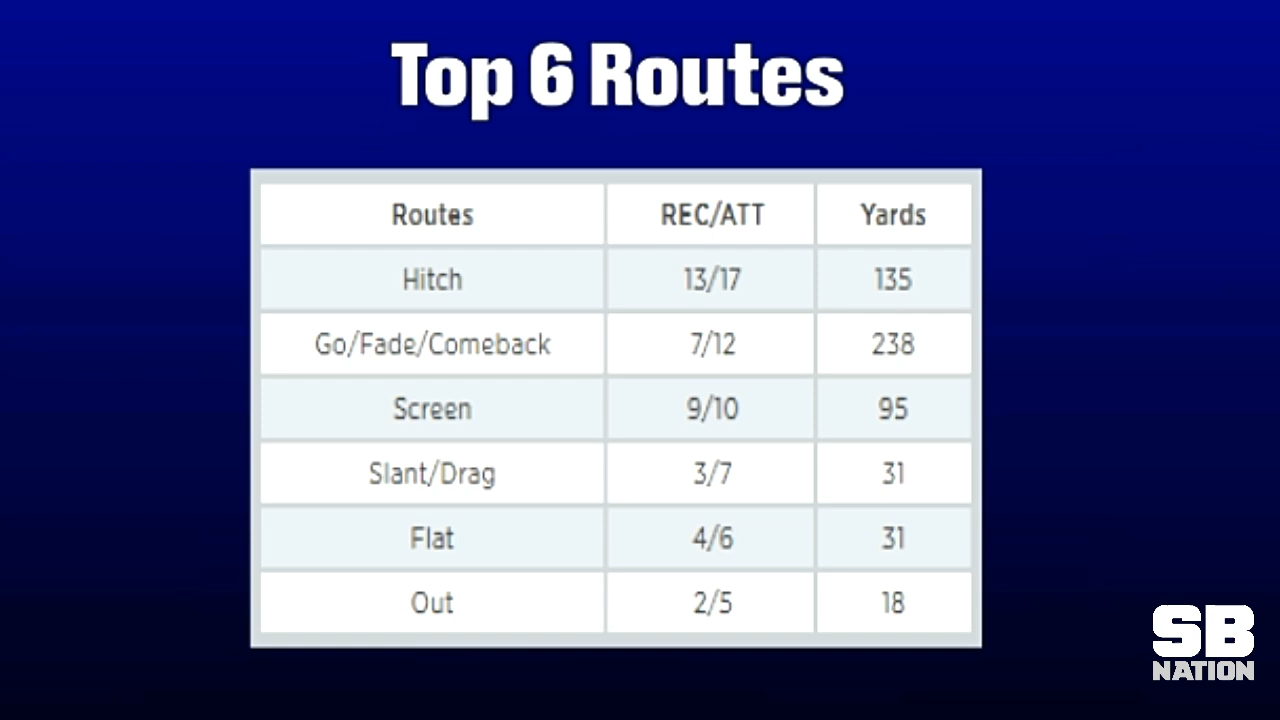 Top 6 Routes
Routes REC/ATT Yards
Hitch 13/17 135
Go/Fade/Comeback 7/12 238
Screen 9/10 95
Slant/Drag 3/7 31
Flat 4/6 31
Out 2/5 18
SB
NATION